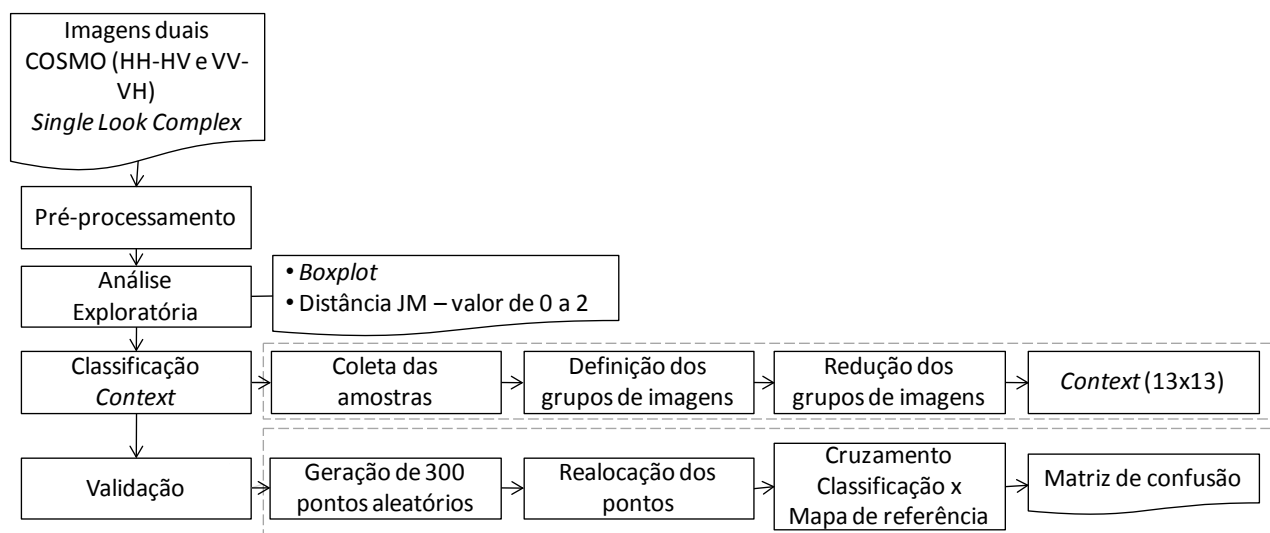 Imagens duais
COSMO (HH-HV e VV-
VH)
Single Look Complex
Pré-processamento
Análise
Exploratória
• Boxplot
• Distância JM – valor de 0 a 2
Classificação
Context
Coleta das
amostras
Definição dos
grupos de imagens
Redução dos
grupos de imagens
Context (13x13)
Validação
Geração de 300
pontos aleatórios
Realocação dos
pontos
Cruzamento
Classificação x
Mapa de referência
Matriz de confusão